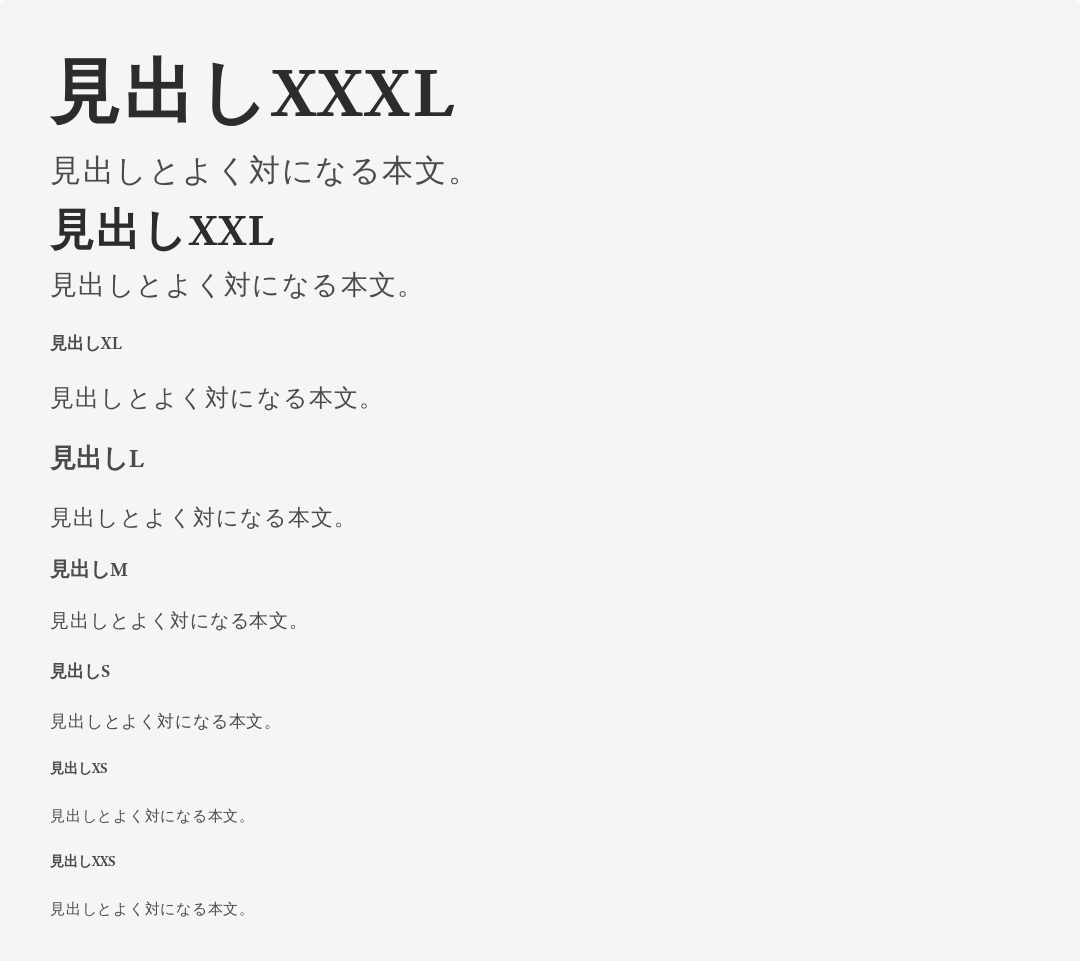 見出しXXXL
見出しとよく対になる本文。
見出しXXL
見出しとよく対になる本文。
見出しXL
見出しとよく対になる本文。
見出しL
見出しとよく対になる本文。
見出しM
見出しとよく対になる本文。
見出しS
見出しとよく対になる本文。
見出しXS
見出しとよく対になる本文。
見出しXXS
見出しとよく対になる本文。